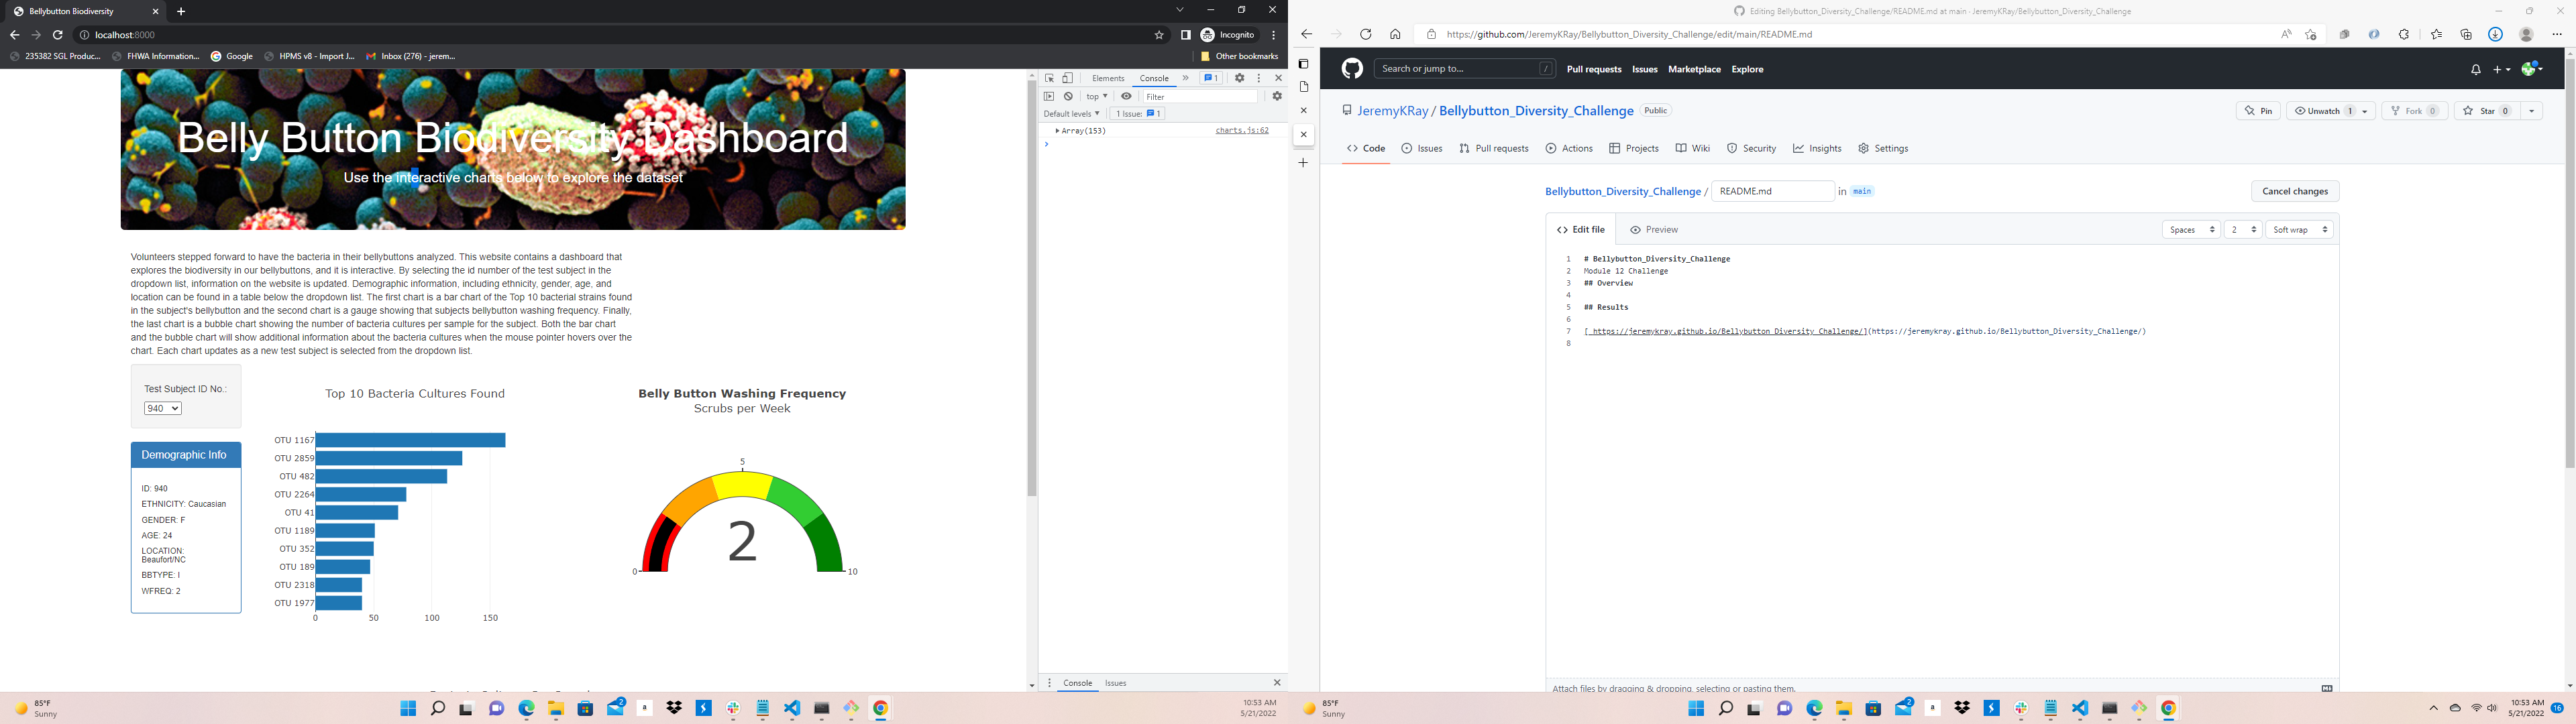 Bellybutton Biodiversity
localhost:8000
Incognito
235382 SGL Produc...
FHWA Information...
Google
HPMS v8 - Import J...
Inbox (276) - jerem...
Other bookmarks
Belly Button Biodiversity Dashboard
Use the interactive charts below to explore the dataset
Volunteers stepped forward to have the bacteria in their bellybuttons analyzed. This website contains a dashboard that
explores the biodiversity in our bellybuttons, and it is interactive. By selecting the id number of the test subject in the
dropdown list, information on the website is updated. Demographic information, including ethnicity, gender, age, and
location can be found in a table below the dropdown list. The first chart is a bar chart of the Top 10 bacterial strains found
in the subject's bellybutton and the second chart is a gauge showing that subjects bellybutton washing frequency. Finally,
the last chart is a bubble chart showing the number of bacteria cultures per sample for the subject. Both the bar chart
and the bubble chart will show additional information about the bacteria cultures when the mouse pointer hovers over the
chart. Each chart updates as a new test subject is selected from the dropdown list.
Test Subject ID No.:
940
Demographic Info
ID: 940
ETHNICITY: Caucasian
GENDER: F
AGE: 24
LOCATION:
Beaufort/NC
BBTYPE: I
WFREQ: 2
Top 10 Bacteria Cultures Found
OTU 1167
OTU 2859
OTU 482
OTU 2264
OTU 41
OTU 1189
OTU 352
OTU 189
OTU 2318
OTU 1977
0
50
100
150
Belly Button Washing Frequency
Scrubs per Week
5
2
0
10
Elements
Console
1
top
Filter
Default levels
1 Issue:
1
Array(153)
charts.js:62
Console
Issues
85°F
Sunny
2
a
10:53 AM
5/21/2022
Editing Bellybutton_Diversity_Challenge/README.md at main · JeremyKRay/Bellybutton_Diversity_Challenge
https://github.com/JeremyKRay/Bellybutton_Diversity_Challenge/edit/main/README.md
Search or jump to...
/
Pull requests
Issues
Marketplace
Explore
JeremyKRay / Bellybutton_Diversity_Challenge
Public
Pin
Unwatch 1
Fork 0
Star 0
Code
Issues
Pull requests
Actions
Projects
Wiki
Security
Insights
Settings
Bellybutton_Diversity_Challenge / README.md in main
Cancel changes
Edit file
Preview
Spaces
2
Soft wrap
1 # Bellybutton_Diversity_Challenge
2 Module 12 Challenge
3 ## Overview
4
5 ## Results
6
7 [ https://jeremykray.github.io/Bellybutton_Diversity_Challenge/](https://jeremykray.github.io/Bellybutton_Diversity_Challenge/)
8
Attach files by dragging & dropping, selecting or pasting them.
85°F
Sunny
2
a
10:53 AM
5/21/2022
16